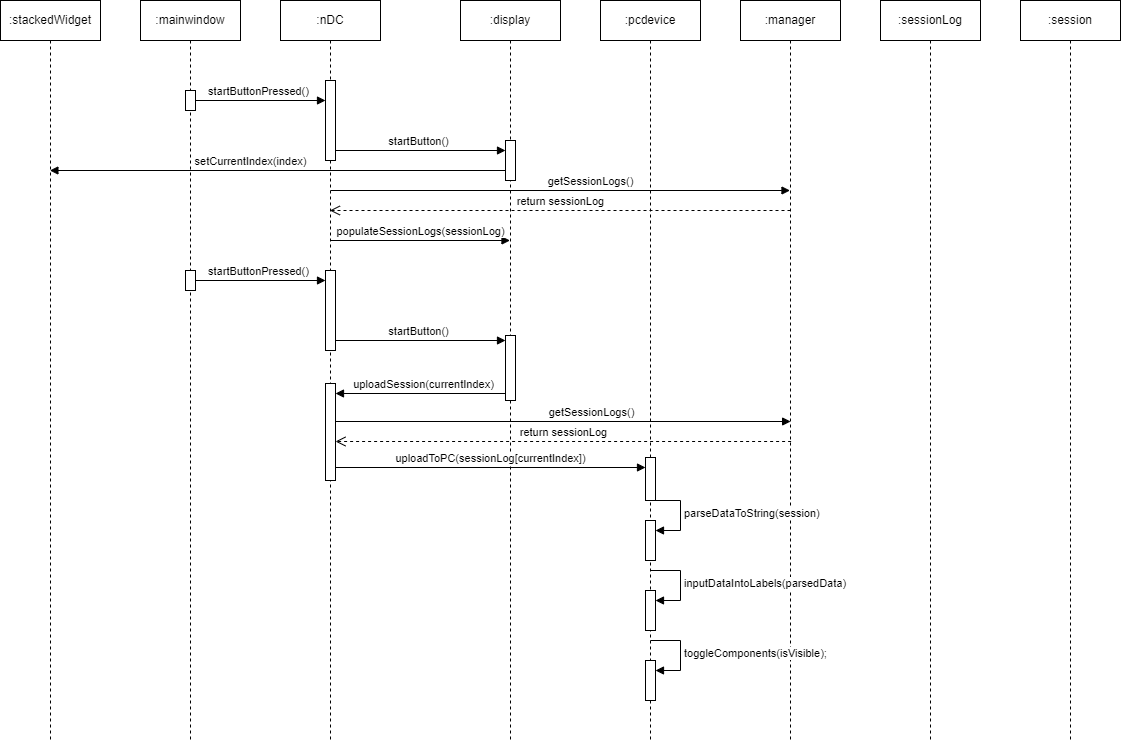 :stackedWidget
:mainwindow
:nDC
:display
:pcdevice
:manager
:sessionLog
:session
startButtonPressed()
startButton()
setCurrentIndex(index)
getSessionLogs()
return sessionLog
populateSessionLogs(sessionLog)
startButtonPressed()
startButton()
uploadSession(currentIndex)
getSessionLogs()
return sessionLog
uploadToPC(sessionLog[currentIndex])
parseDataToString(session)
inputDataIntoLabels(parsedData)
toggleComponents(isVisible);